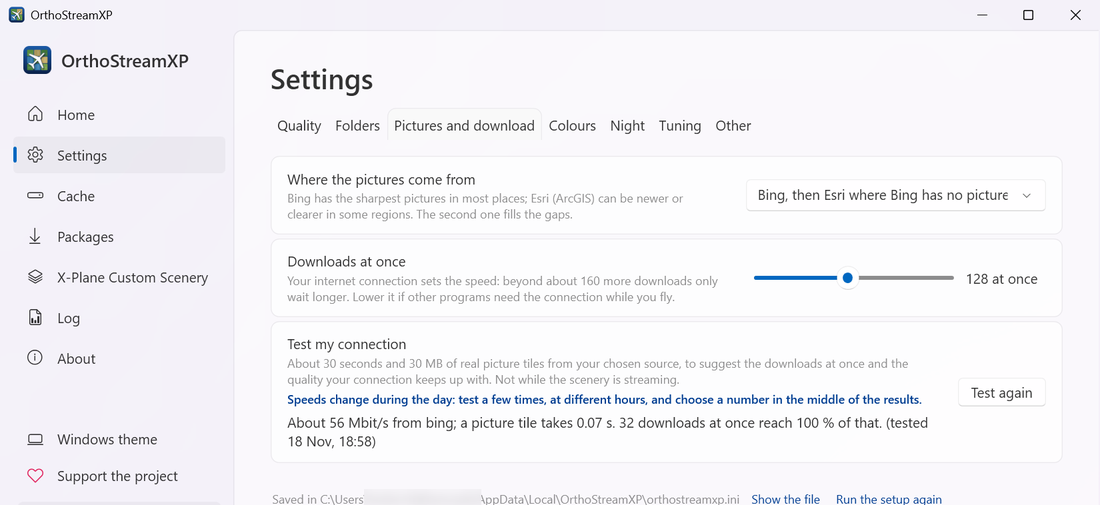 OrthoStreamXP
OrthoStreamXP
Home
Settings
Cache
Packages
X-Plane Custom Scenery
Log
About
Windows theme
Support the project
Settings
Quality Folders Pictures and download Colours Night Tuning Other
Where the pictures come from
Bing has the sharpest pictures in most places; Esri (ArcGIS) can be newer or
clearer in some regions. The second one fills the gaps.
Bing, then Esri where Bing has no picture
Downloads at once
Your internet connection sets the speed: beyond about 160 more downloads only
wait longer. Lower it if other programs need the connection while you fly.
128 at once
Test my connection
About 30 seconds and 30 MB of real picture tiles from your chosen source, to suggest the downloads at once and the
quality your connection keeps up with. Not while the scenery is streaming.
Speeds change during the day: test a few times, at different hours, and choose a number in the middle of the results.
About 56 Mbit/s from bing; a picture tile takes 0.07 s. 32 downloads at once reach 100 % of that. (tested
18 Nov, 18:58)
Test again
Saved in C:\Users AppData\Local\OrthoStreamXP\orthostreamxp.ini Show the file Run the setup again